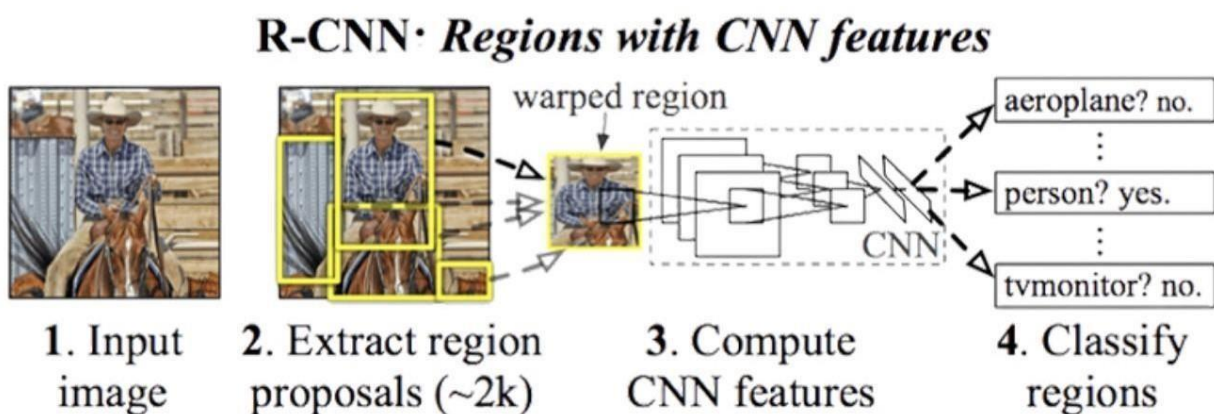 R-CNN: Regions with CNN features
warped region
aeroplane? no.
person? yes.
tvmonitor? no.
CNN
1. Input image
2. Extract region proposals (~2k)
3. Compute CNN features
4. Classify regions